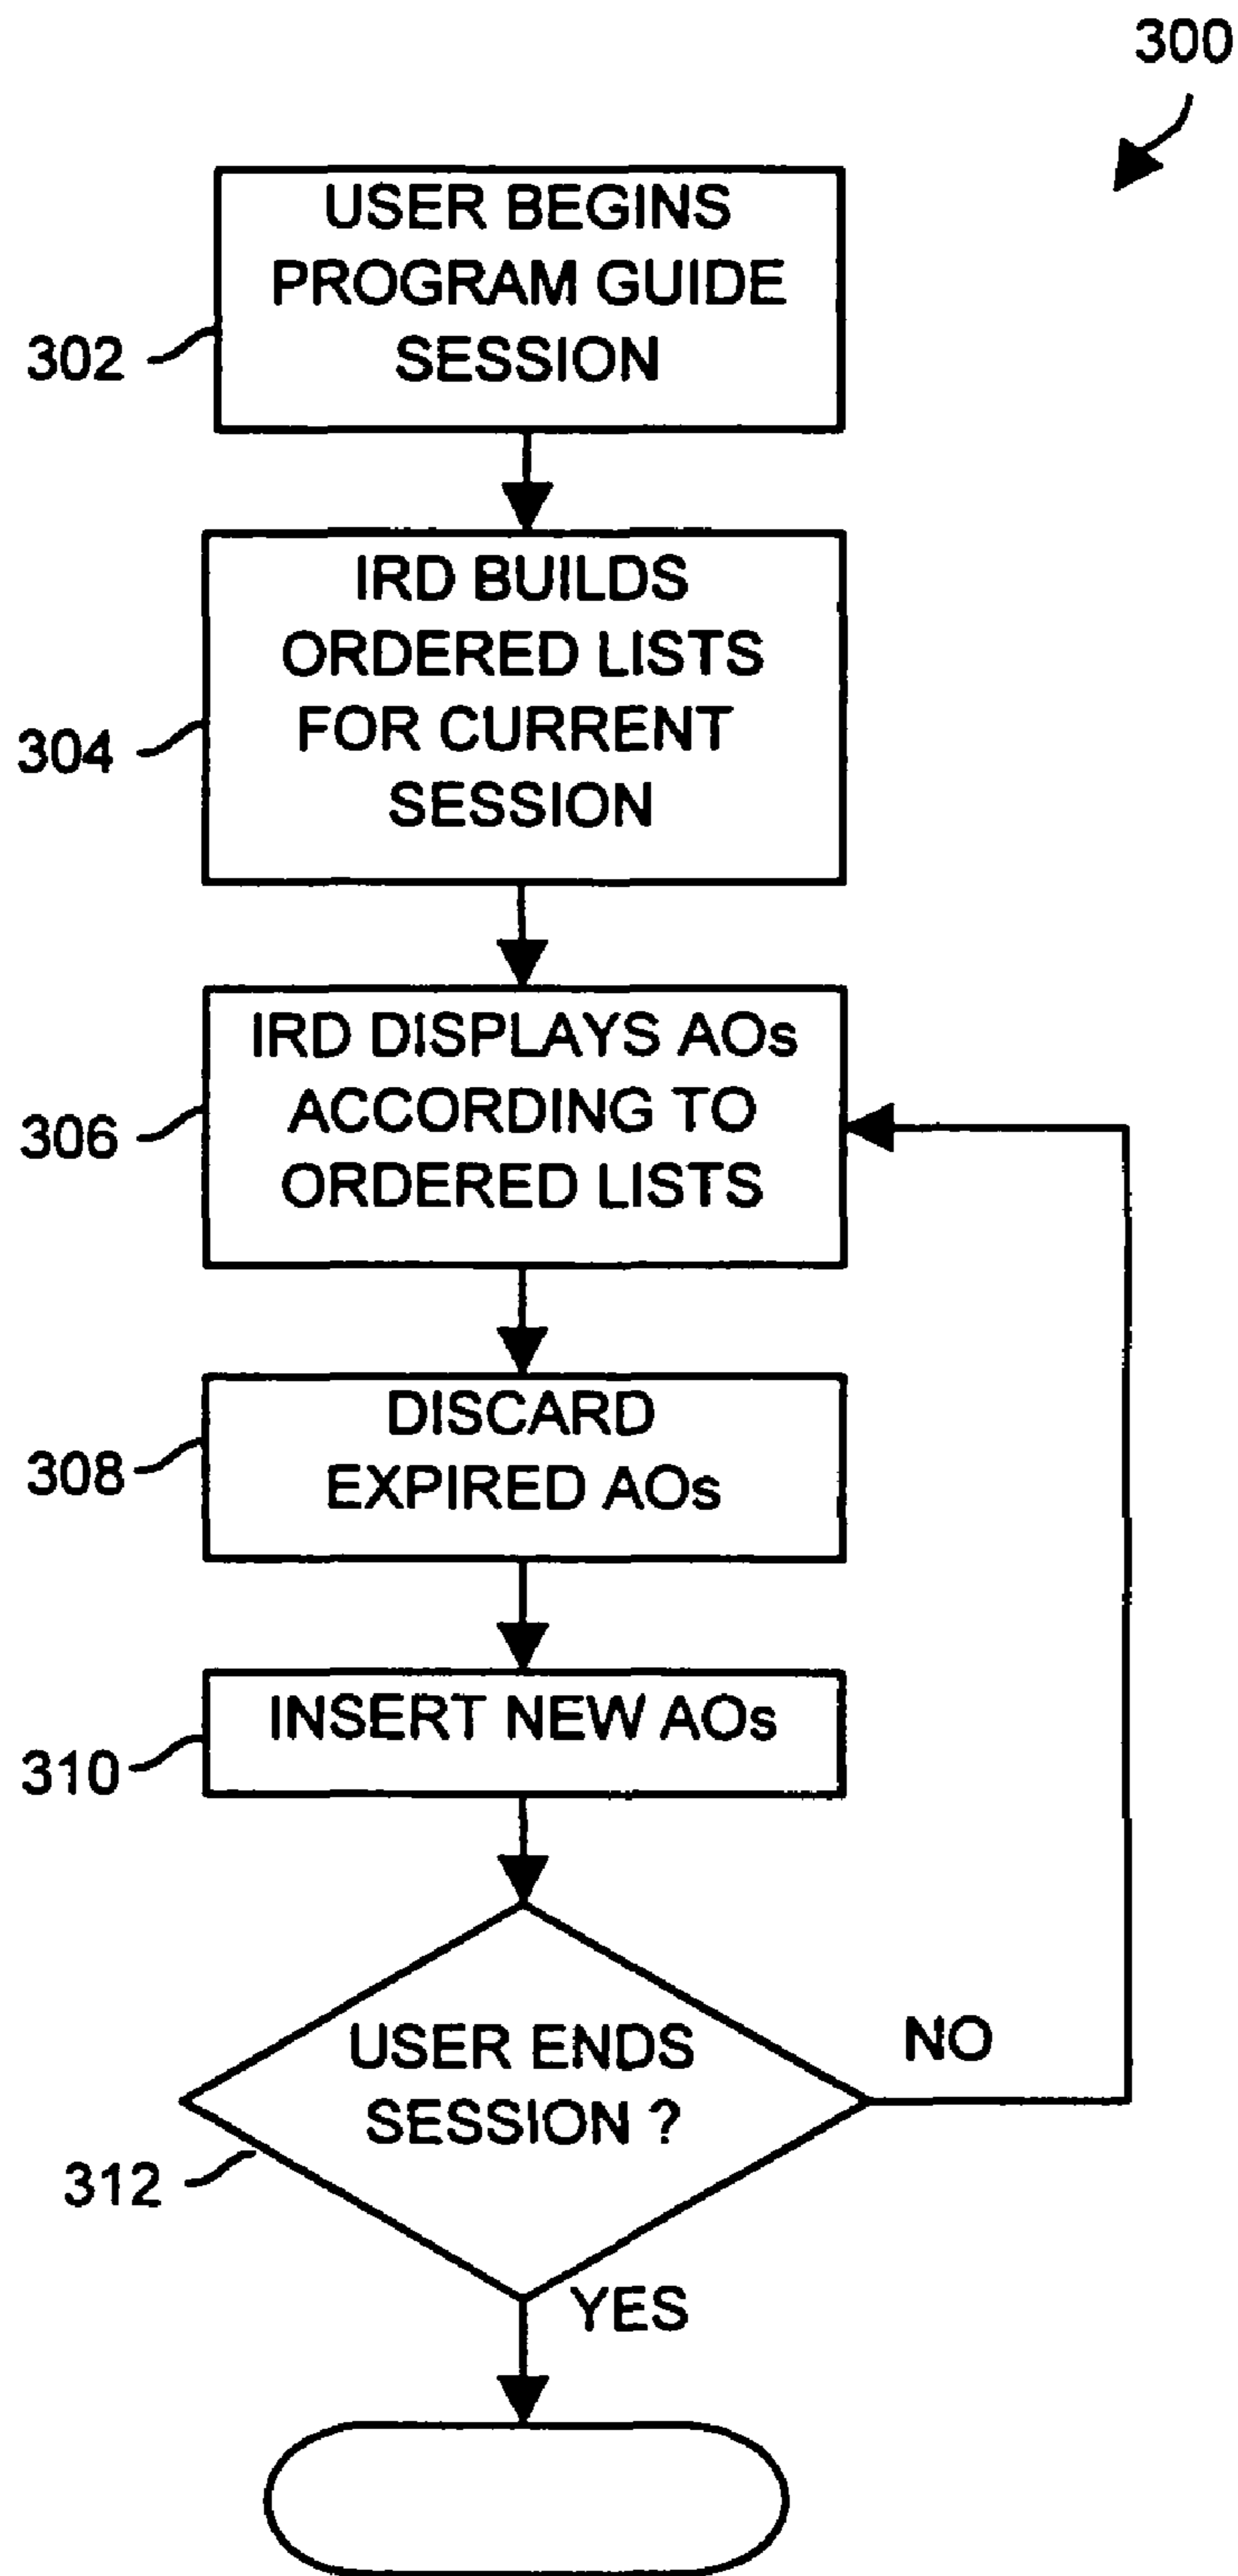 300
USER BEGINS
PROGRAM GUIDE
SESSION
302
IRD BUILDS
ORDERED LISTS
FOR CURRENT
SESSION
304
IRD DISPLAYS AOs
ACCORDING TO
ORDERED LISTS
306
DISCARD
EXPIRED AOs
308
INSERT NEW AOs
310
USER ENDS
SESSION ?
NO
312
YES